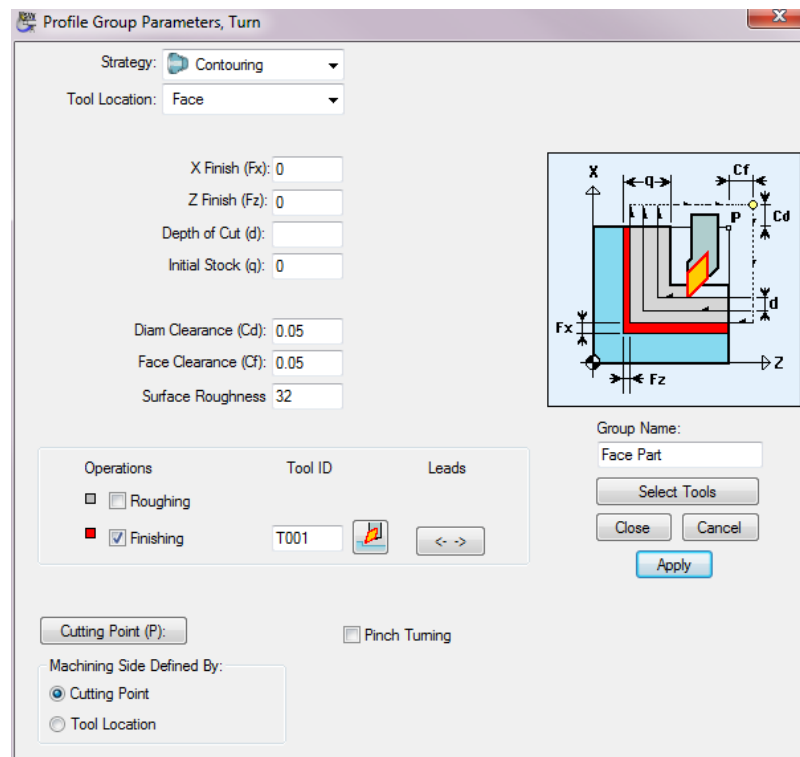 Profile Group Parameters, Turn
x
Strategy: Contouring
Tool Location: Face
X Finish (Fx): 0
Z Finish (Fz): 0
Depth of Cut (d):
Initial Stock (q): 0
Diam Clearance (Cd): 0.05
Face Clearance (Cf): 0.05
Surface Roughness 32
X q Cf
P Cd
d
Fx
Z
Fz
Group Name:
Face Part
Operations Tool ID Leads
Select Tools
Roughing
Close Cancel
Finishing T001 <- ->
Apply
Cutting Point (P): Pinch Turning
Machining Side Defined By:
Cutting Point
Tool Location